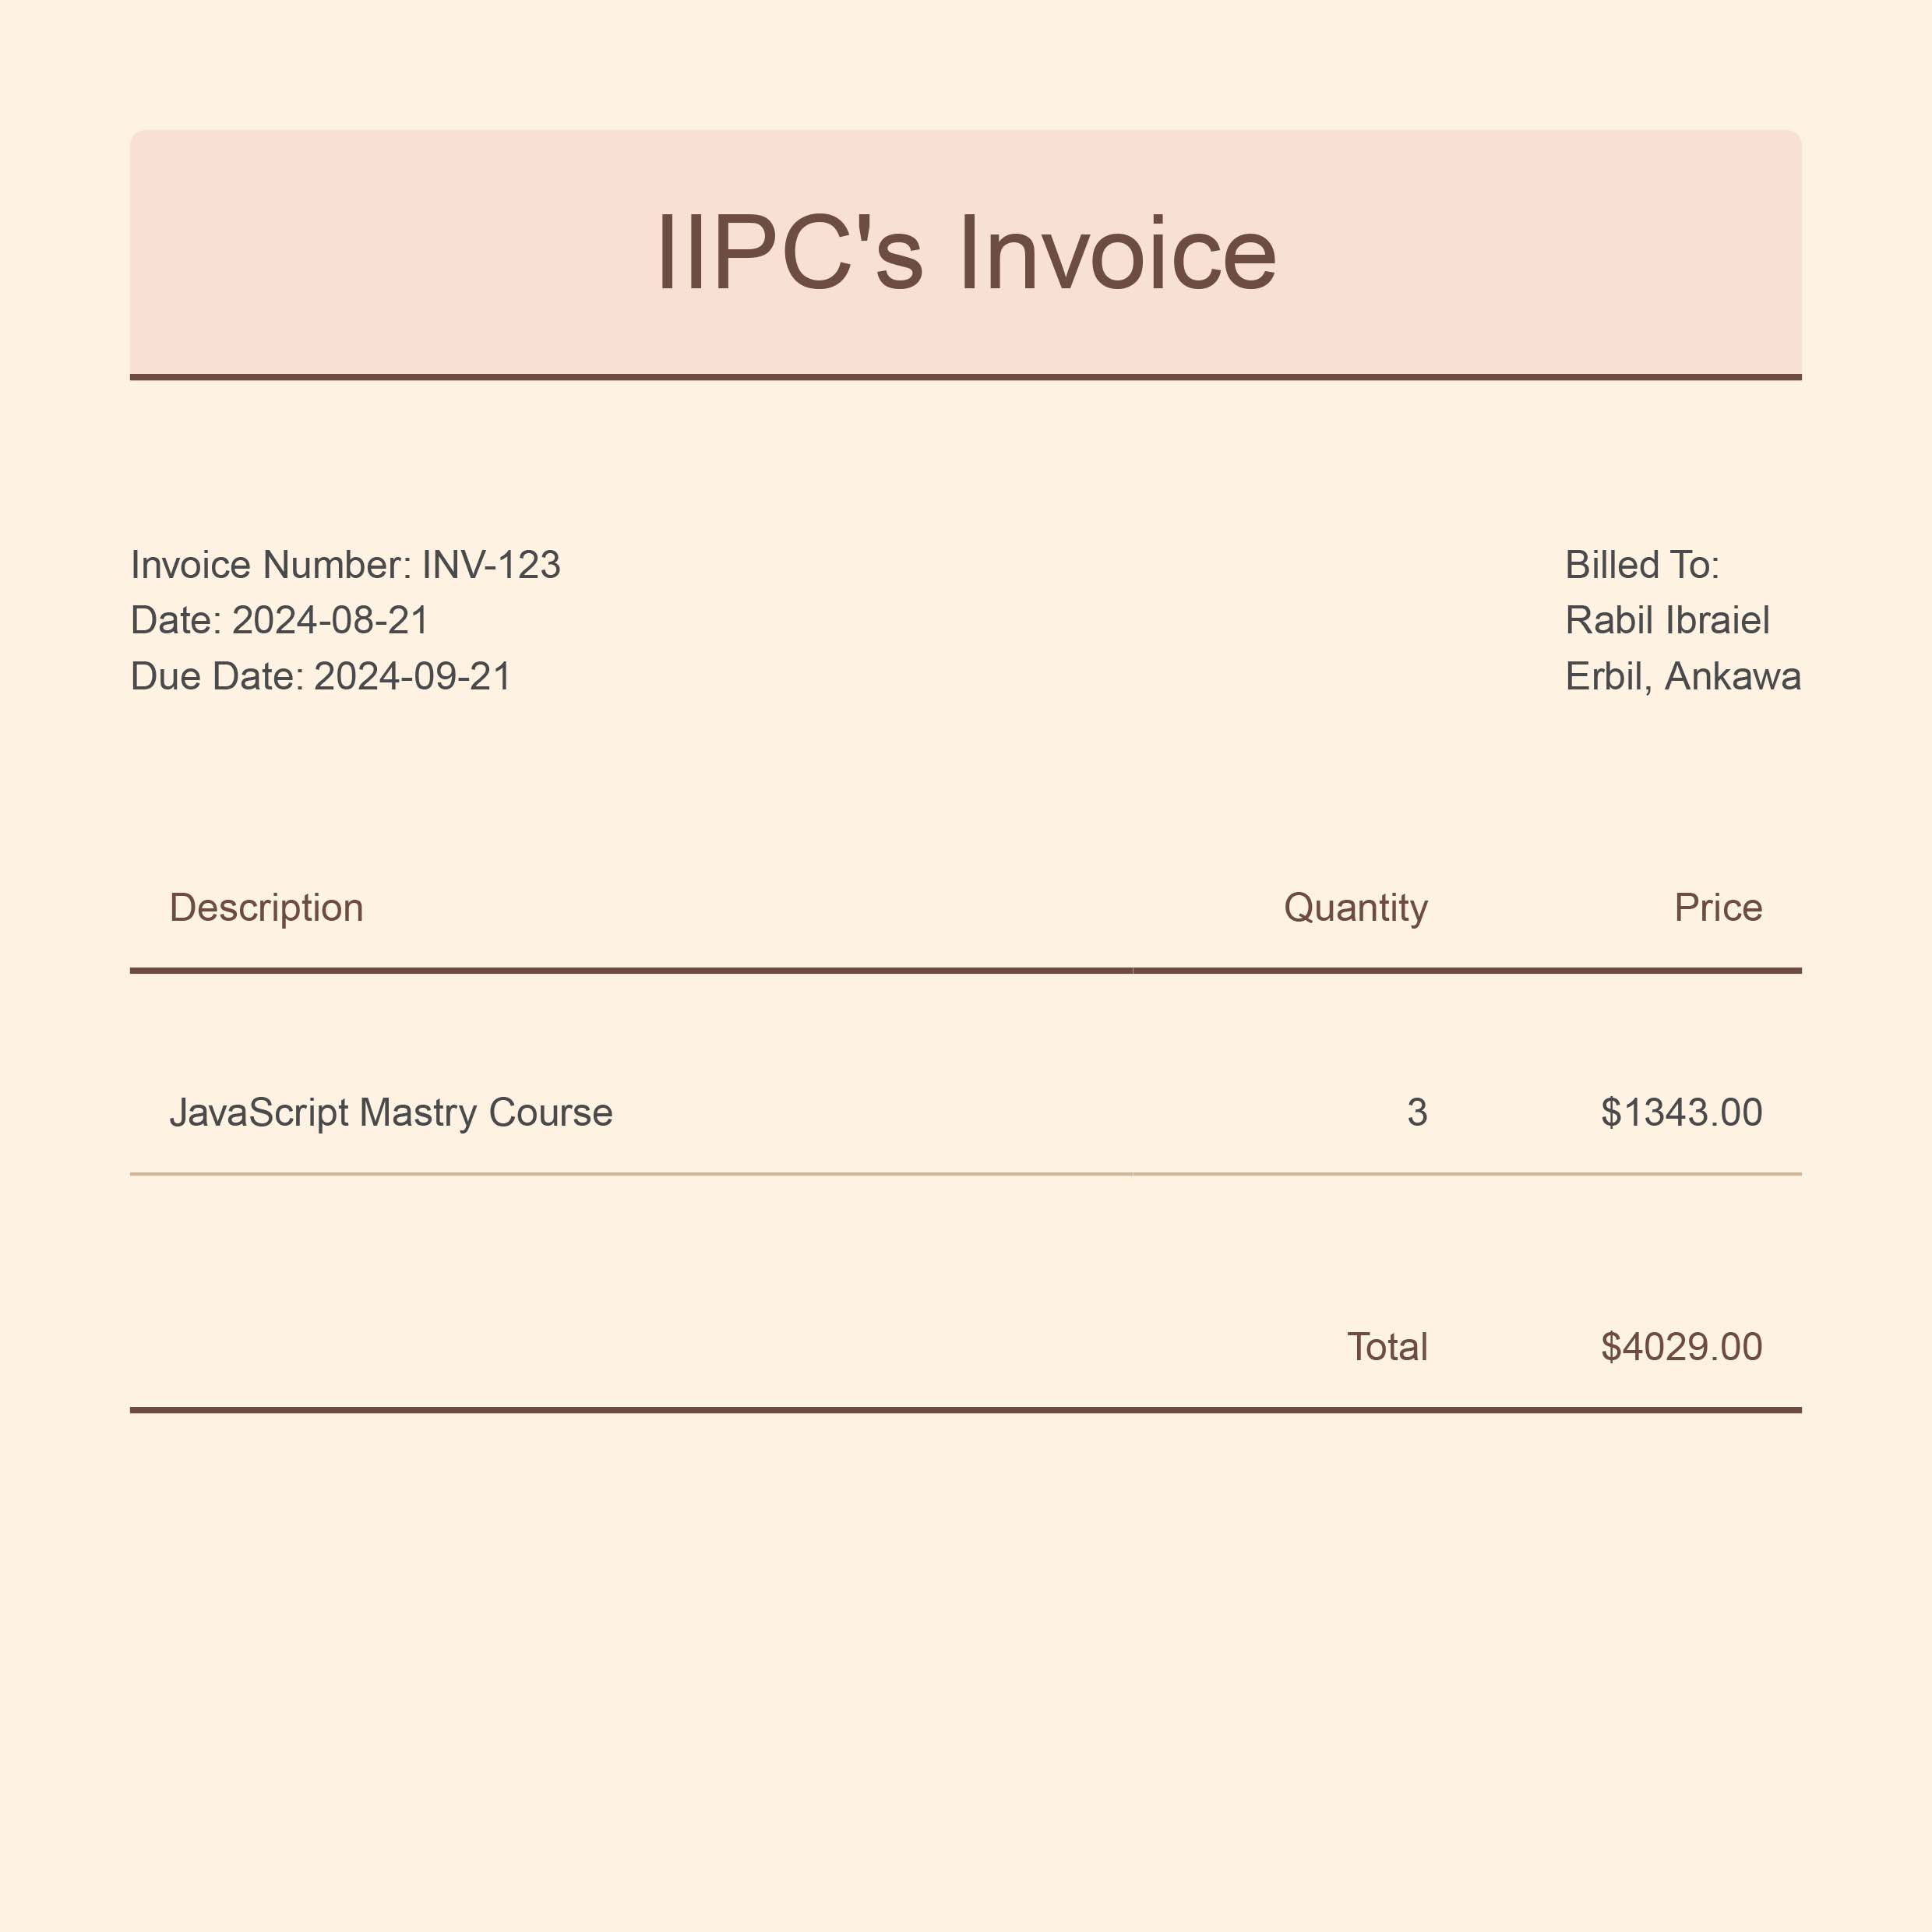 IIPC's Invoice
Invoice Number: INV-123
Date: 2024-08-21
Due Date: 2024-09-21
Billed To:
Rabil Ibraiel
Erbil, Ankawa
Description Quantity Price
JavaScript Mastry Course 3 $1343.00
Total $4029.00